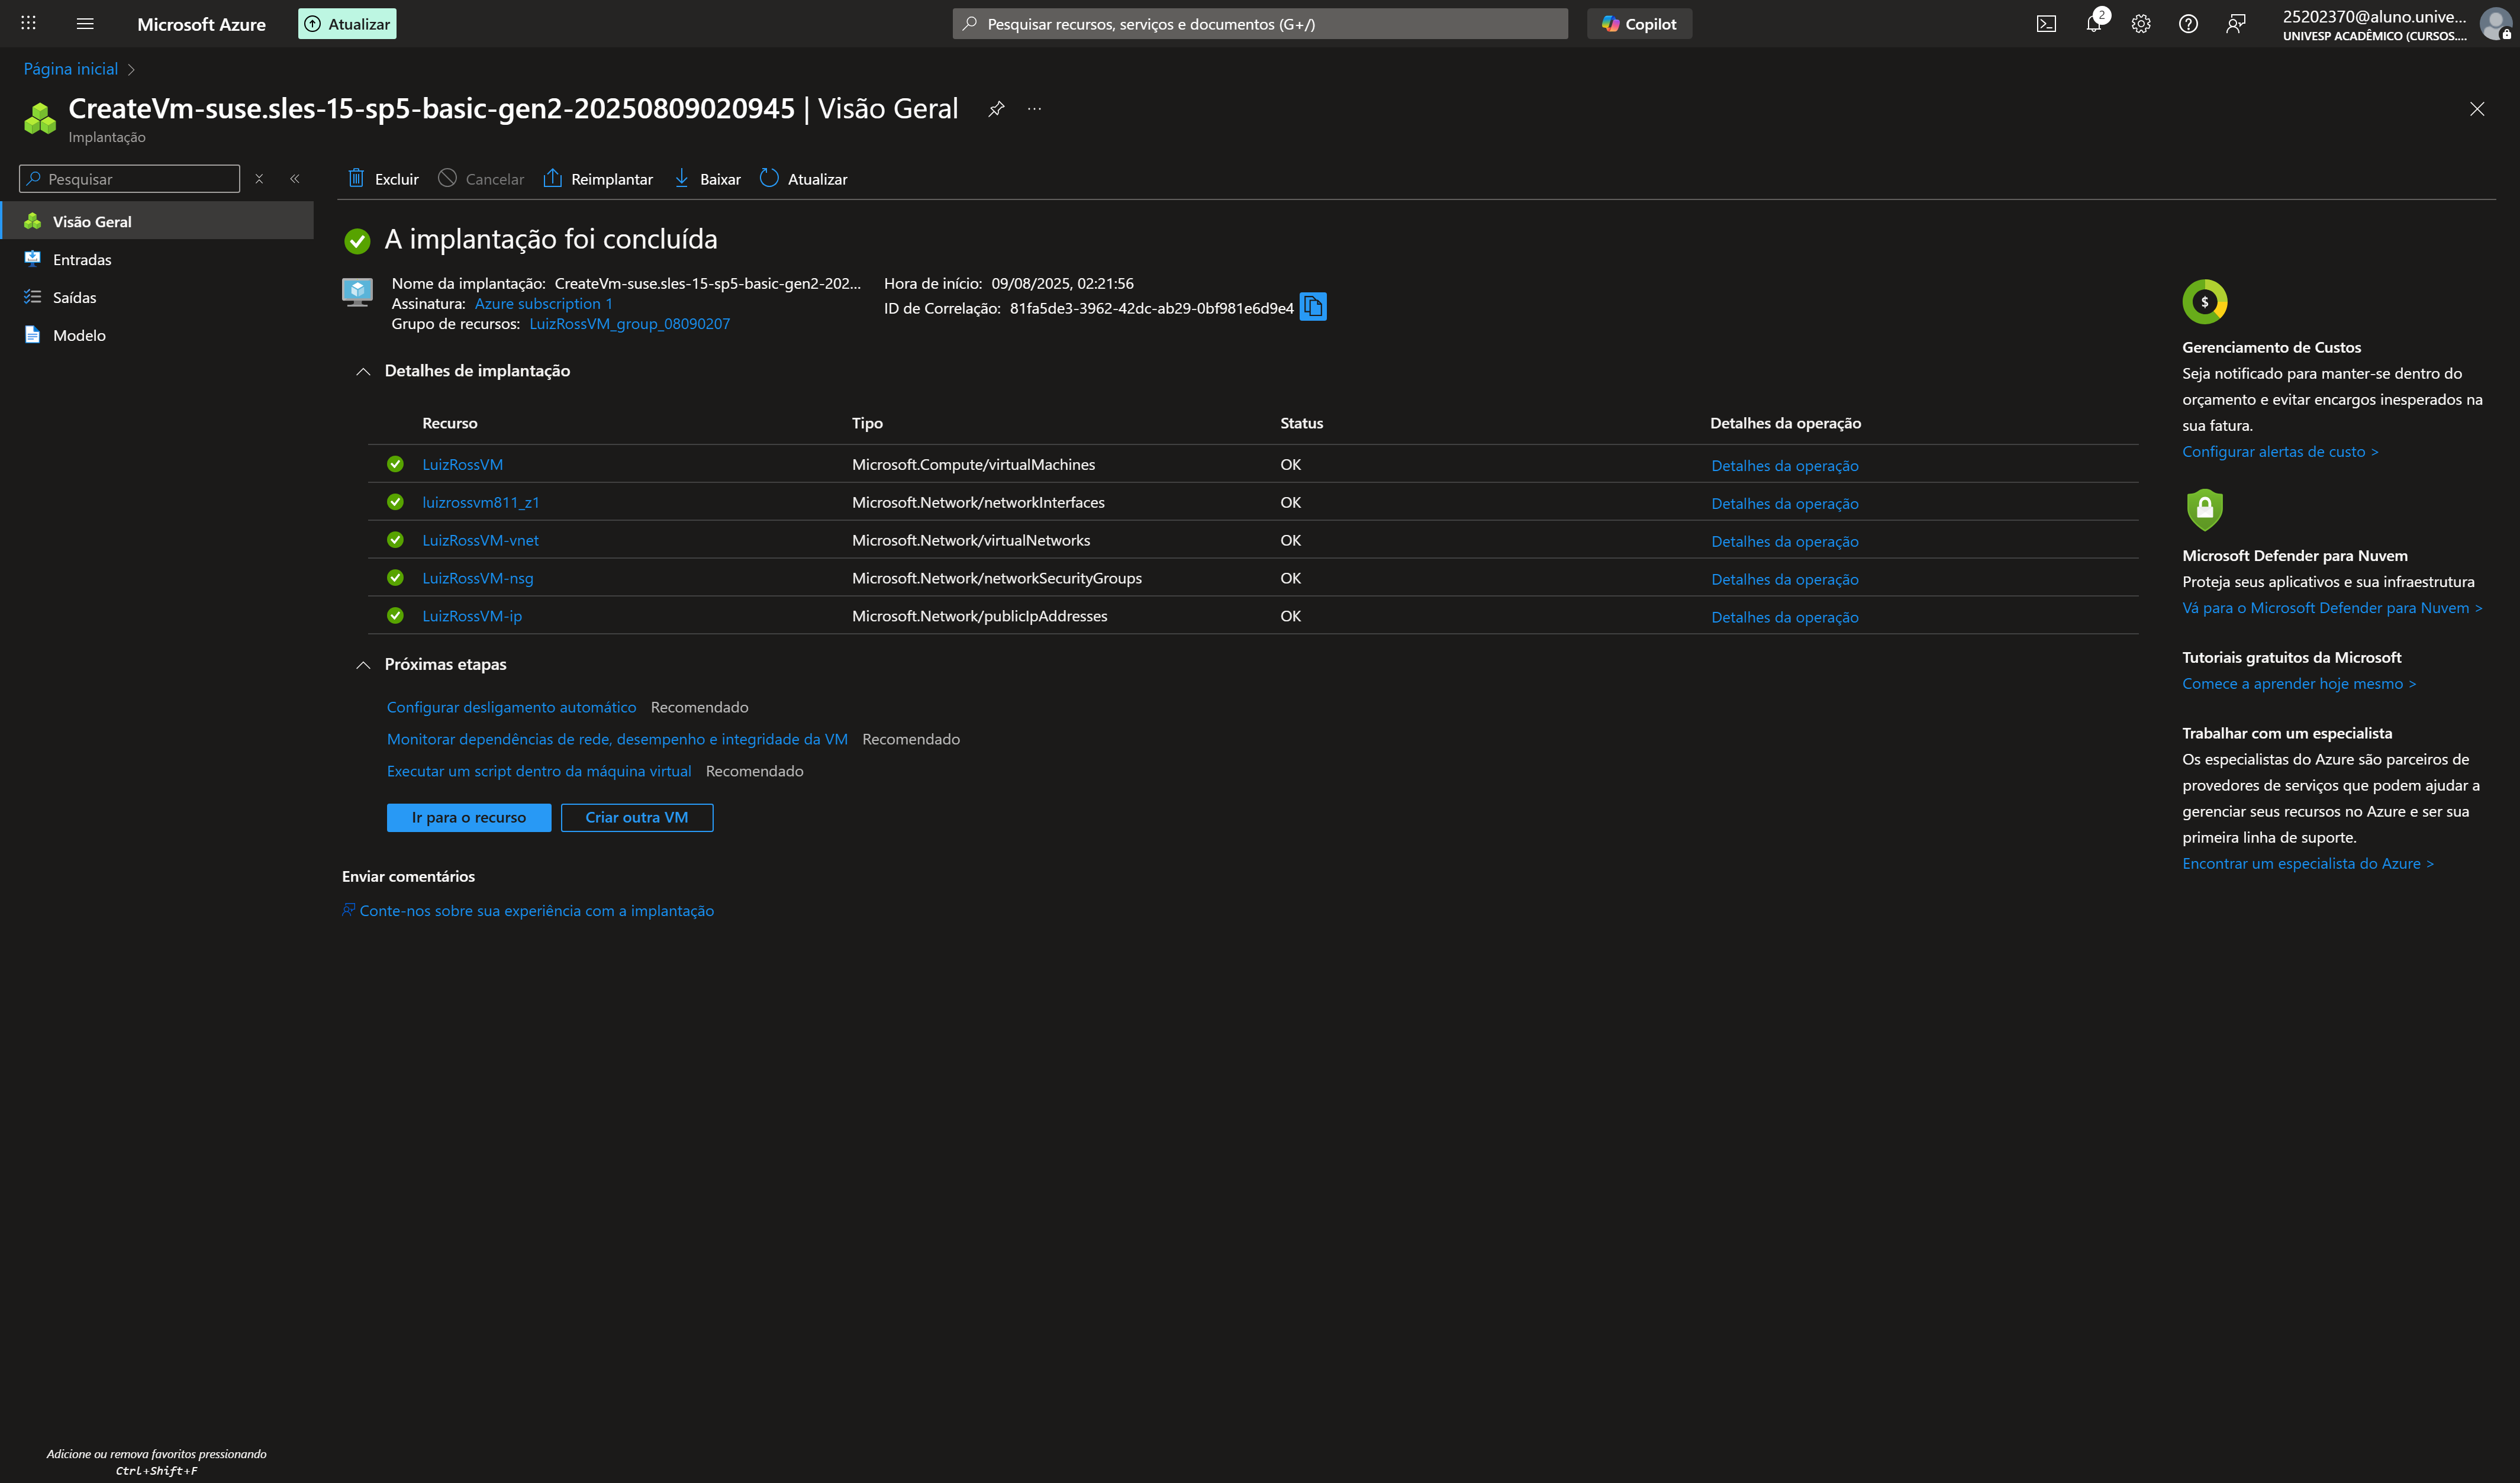 Microsoft Azure
Atualizar
Pesquisar recursos, serviços e documentos (G+/)
Copilot
2
25202370@aluno.unive...
UNIVESP ACADÊMICO (CURSOS....
Página inicial
CreateVm-suse.sles-15-sp5-basic-gen2-20250809020945 | Visão Geral
...
Implantação
Pesquisar
Visão Geral
Entradas
Saídas
Modelo
Excluir
Cancelar
Reimplantar
Baixar
Atualizar
A implantação foi concluída
Nome da implantação: CreateVm-suse.sles-15-sp5-basic-gen2-202...
Assinatura: Azure subscription 1
Grupo de recursos: LuizRossVM_group_08090207
Hora de início: 09/08/2025, 02:21:56
ID de Correlação: 81fa5de3-3962-42dc-ab29-0bf981e6d9e4
Detalhes de implantação
Recurso Tipo Status Detalhes da operação
LuizRossVM Microsoft.Compute/virtualMachines OK Detalhes da operação
luizrossvm811_z1 Microsoft.Network/networkInterfaces OK Detalhes da operação
LuizRossVM-vnet Microsoft.Network/virtualNetworks OK Detalhes da operação
LuizRossVM-nsg Microsoft.Network/networkSecurityGroups OK Detalhes da operação
LuizRossVM-ip Microsoft.Network/publicIpAddresses OK Detalhes da operação
Próximas etapas
Configurar desligamento automático Recomendado
Monitorar dependências de rede, desempenho e integridade da VM Recomendado
Executar um script dentro da máquina virtual Recomendado
Ir para o recurso
Criar outra VM
Enviar comentários
Conte-nos sobre sua experiência com a implantação
$
Gerenciamento de Custos
Seja notificado para manter-se dentro do
orçamento e evitar encargos inesperados na
sua fatura.
Configurar alertas de custo >
Microsoft Defender para Nuvem
Proteja seus aplicativos e sua infraestrutura
Vá para o Microsoft Defender para Nuvem >
Tutoriais gratuitos da Microsoft
Comece a aprender hoje mesmo >
Trabalhar com um especialista
Os especialistas do Azure são parceiros de
provedores de serviços que podem ajudar a
gerenciar seus recursos no Azure e ser sua
primeira linha de suporte.
Encontrar um especialista do Azure >
Adicione ou remova favoritos pressionando
Ctrl+Shift+F